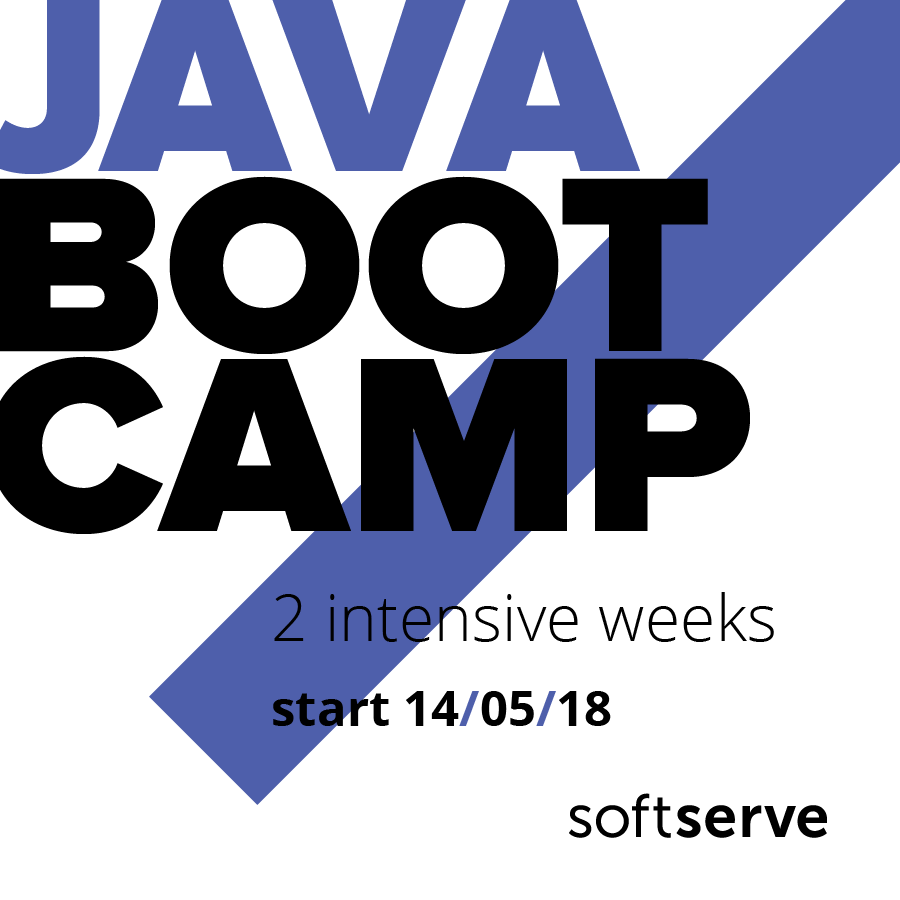 JAVA
BOOT
CAMP
2 intensive weeks
start 14/05/18
softserve